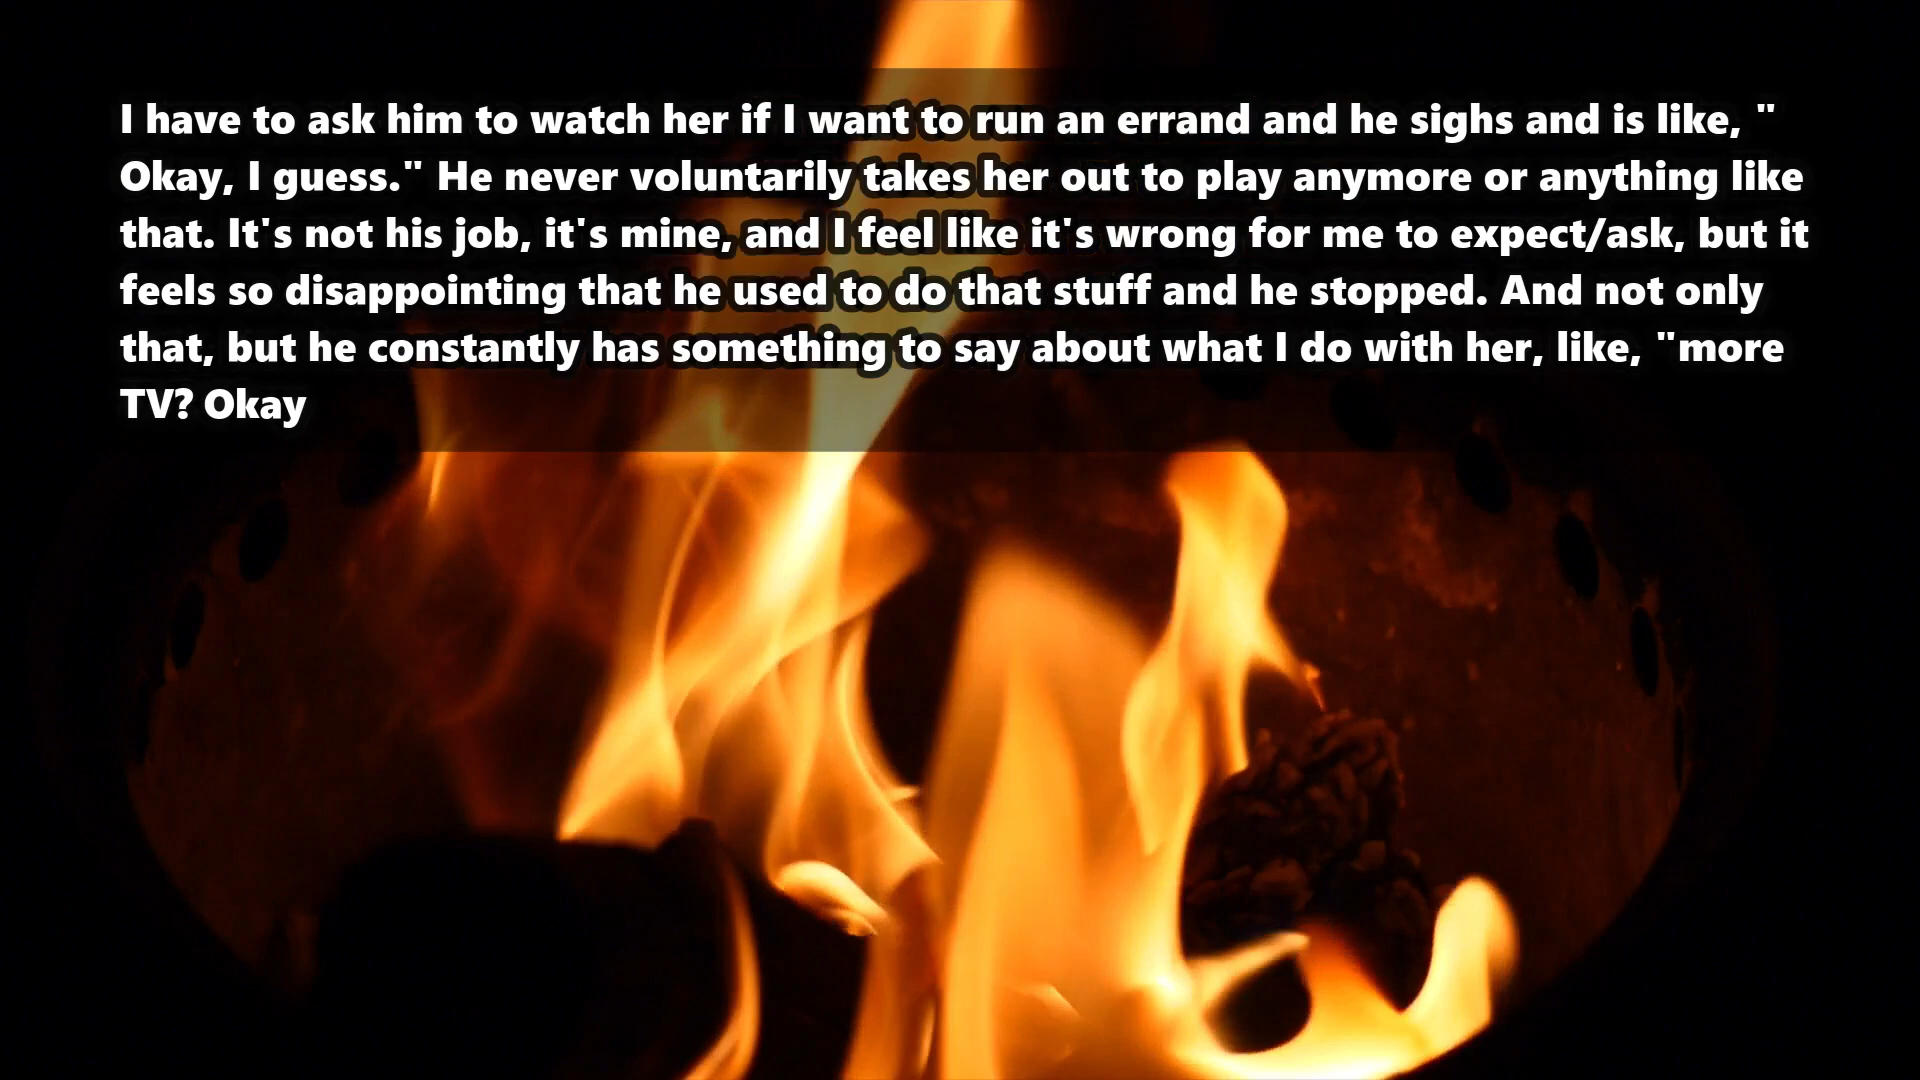 I have to ask him to watch her if I want to run an errand and he sighs and is like, "
Okay, I guess." He never voluntarily takes her out to play anymore or anything like
that. It's not his job, it's mine, and I feel like it's wrong for me to expect/ask, but it
feels so disappointing that he used to do that stuff and he stopped. And not only
that, but he constantly has something to say about what I do with her, like, "more
TV? Okay